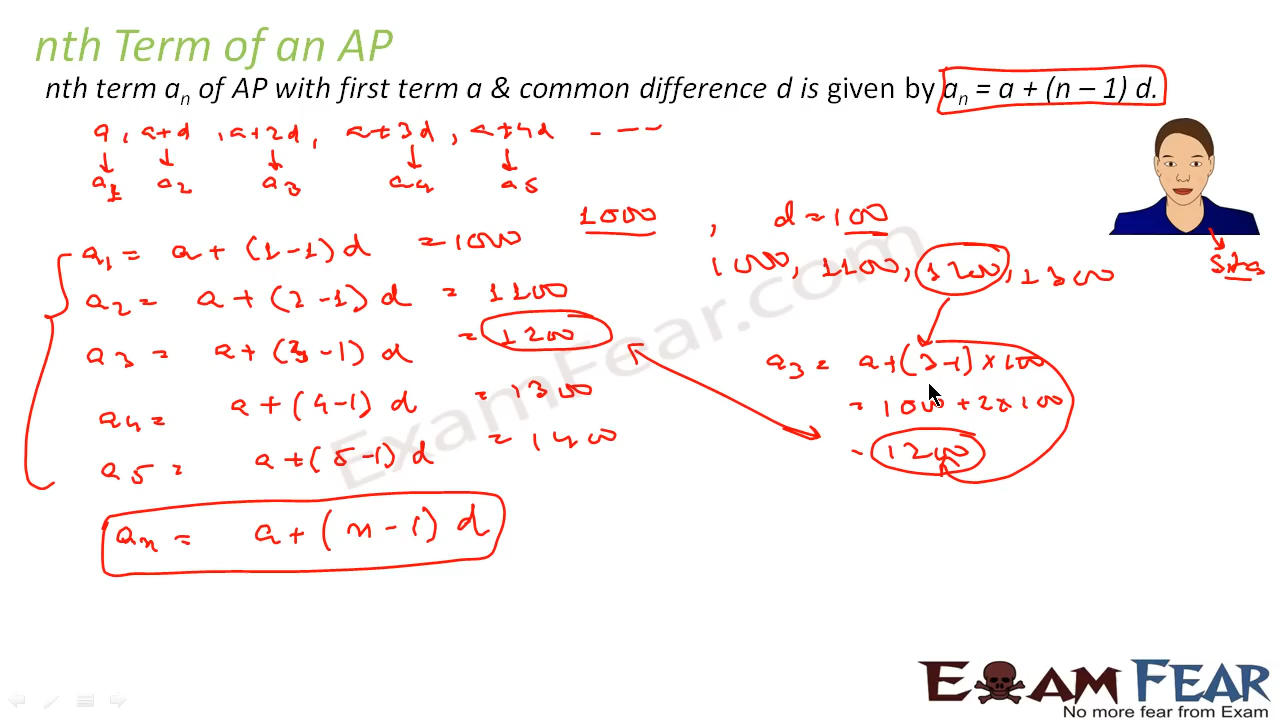 nth Term of an AP
nth term aₙ of AP with first term a & common difference d is given by aₙ = a + (n – 1) d.
a, a+d, a+2d, a+3d, a+4d - ---
a₁ a₂ a₃ a₄ a₅
1000, d = 100
1000, 1100, 1200, 1300
Sita
a₁ = a + (1-1) d = 1000
a₂ = a + (2-1) d = 1100
a₃ = a + (3-1) d = 1200
a₄ = a + (4-1) d = 1300
a₅ = a + (5-1) d = 1400
aₙ = a + (n-1) d
a₃ = a + (3-1) × 100
= 1000 + 2 × 100
= 1200
ExamFear.com
EXAM FEAR
No more fear from Exam